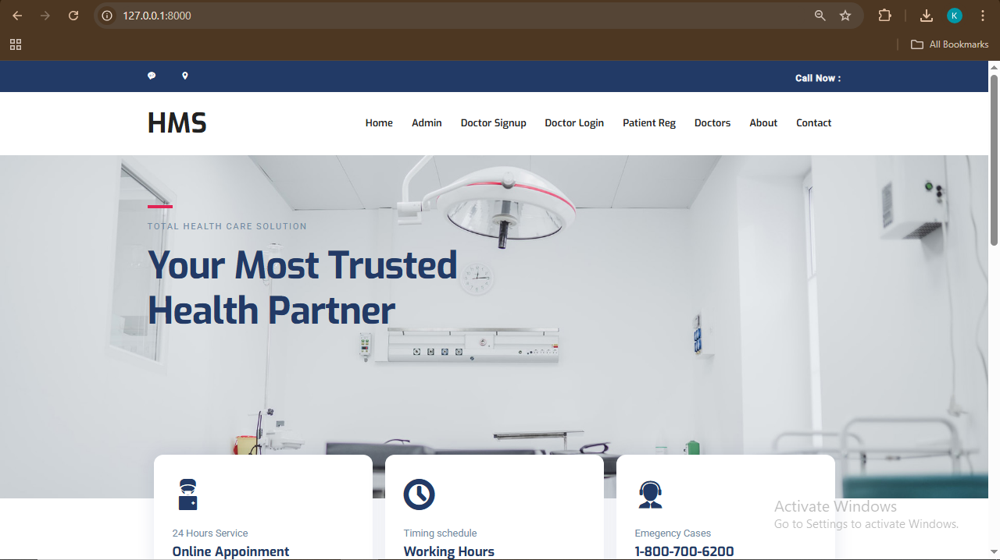 127.0.0.1:8000
K
All Bookmarks
Call Now :
HMS
Home Admin Doctor Signup Doctor Login Patient Reg Doctors About Contact
TOTAL HEALTH CARE SOLUTION
Your Most Trusted
Health Partner
24 Hours Service
Online Appoinment
Timing schedule
Working Hours
Emegency Cases
1-800-700-6200
Activate Windows
Go to Settings to activate Windows.